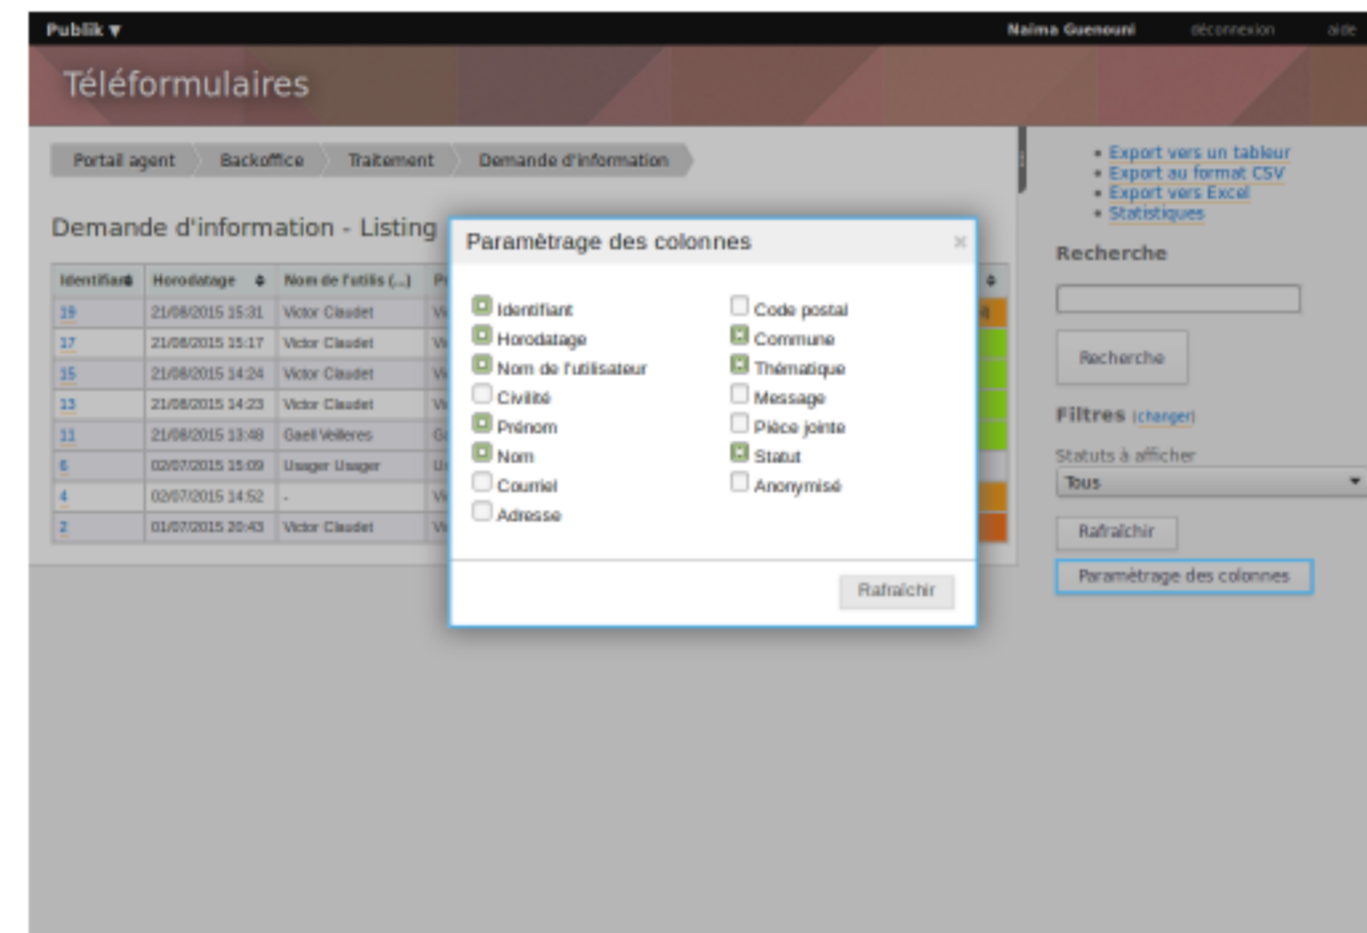 Publik ▼ Naima Guenouni déconnexion aide
Téléformulaires
Portail agent Backoffice Traitement Demande d'information
Export vers un tableur
Export au format CSV
Export vers Excel
Statistiques
Demande d'information - Listing
Identifiant Horodatage Nom de l'utilis (...)
19 21/08/2015 15:31 Victor Claudet
17 21/08/2015 15:17 Victor Claudet
15 21/08/2015 14:24 Victor Claudet
13 21/08/2015 14:23 Victor Claudet
11 21/08/2015 13:48 Gaell Veilleres
6 02/07/2015 15:09 Usager Usager
4 02/07/2015 14:52 -
2 01/07/2015 20:43 Victor Claudet
Paramètrage des colonnes ×
Identifiant
Horodatage
Nom de l'utilisateur
Civilité
Prénom
Nom
Courriel
Adresse
Code postal
Commune
Thématique
Message
Pièce jointe
Statut
Anonymisé
Rafraîchir
Recherche
Recherche
Filtres (changer)
Statuts à afficher
Tous
Rafraîchir
Paramètrage des colonnes